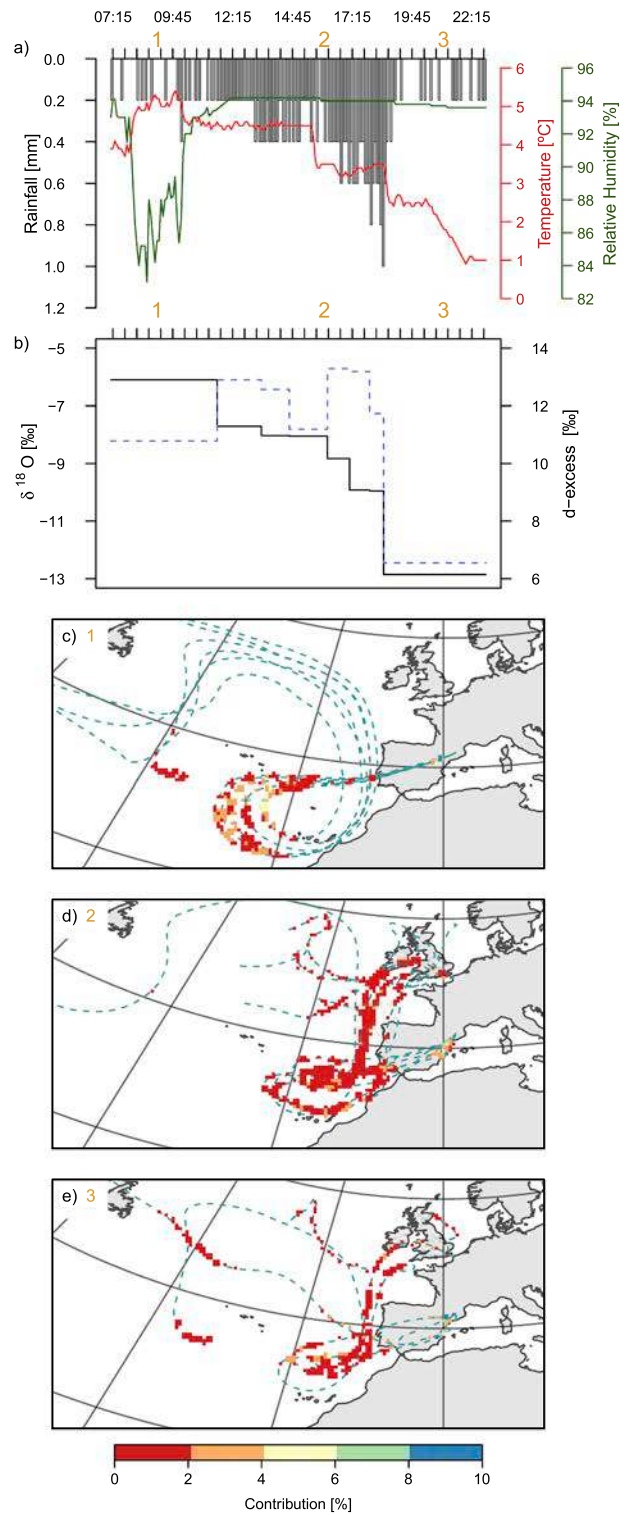 07:15 09:45 12:15 14:45 17:15 19:45 22:15
a) 1 2 3
0.0 6 96
0.2 5 94
0.4 4 92
0.6 3 90
0.8 2 88
1.0 1 86
1.2 0 84
82
Rainfall [mm]
Temperature [ºC]
Relative Humidity [%]
1 2 3
b)
−5 14
−7 12
−9 10
−11 8
−13 6
δ 18 O [‰]
d−excess [‰]
c) 1
d) 2
e) 3
0 2 4 6 8 10
Contribution [%]